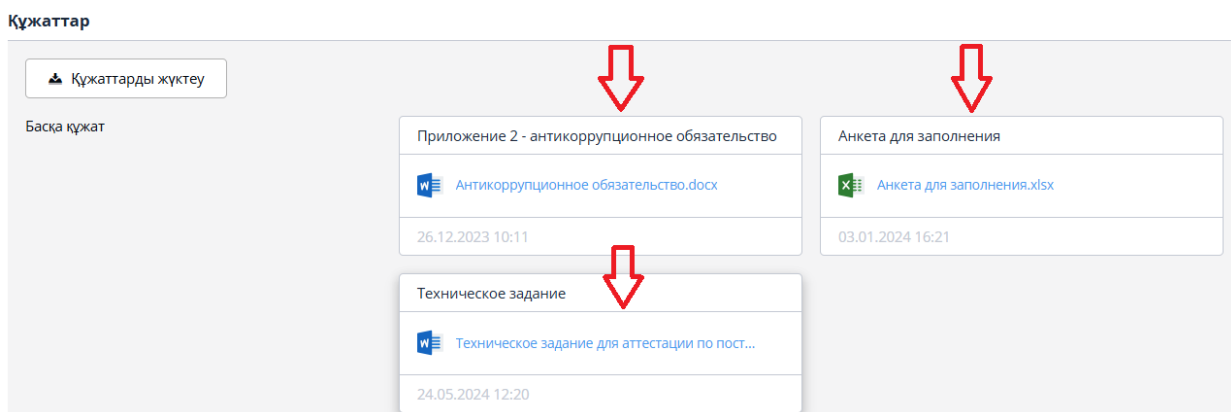 Құжаттар
Құжаттарды жүктеу
Басқа құжат
Приложение 2 - антикоррупционное обязательство
Антикоррупционное обязательство.docx
26.12.2023 10:11
Анкета для заполнения
Анкета для заполнения.xlsx
03.01.2024 16:21
Техническое задание
Техническое задание для аттестации по пост...
24.05.2024 12:20